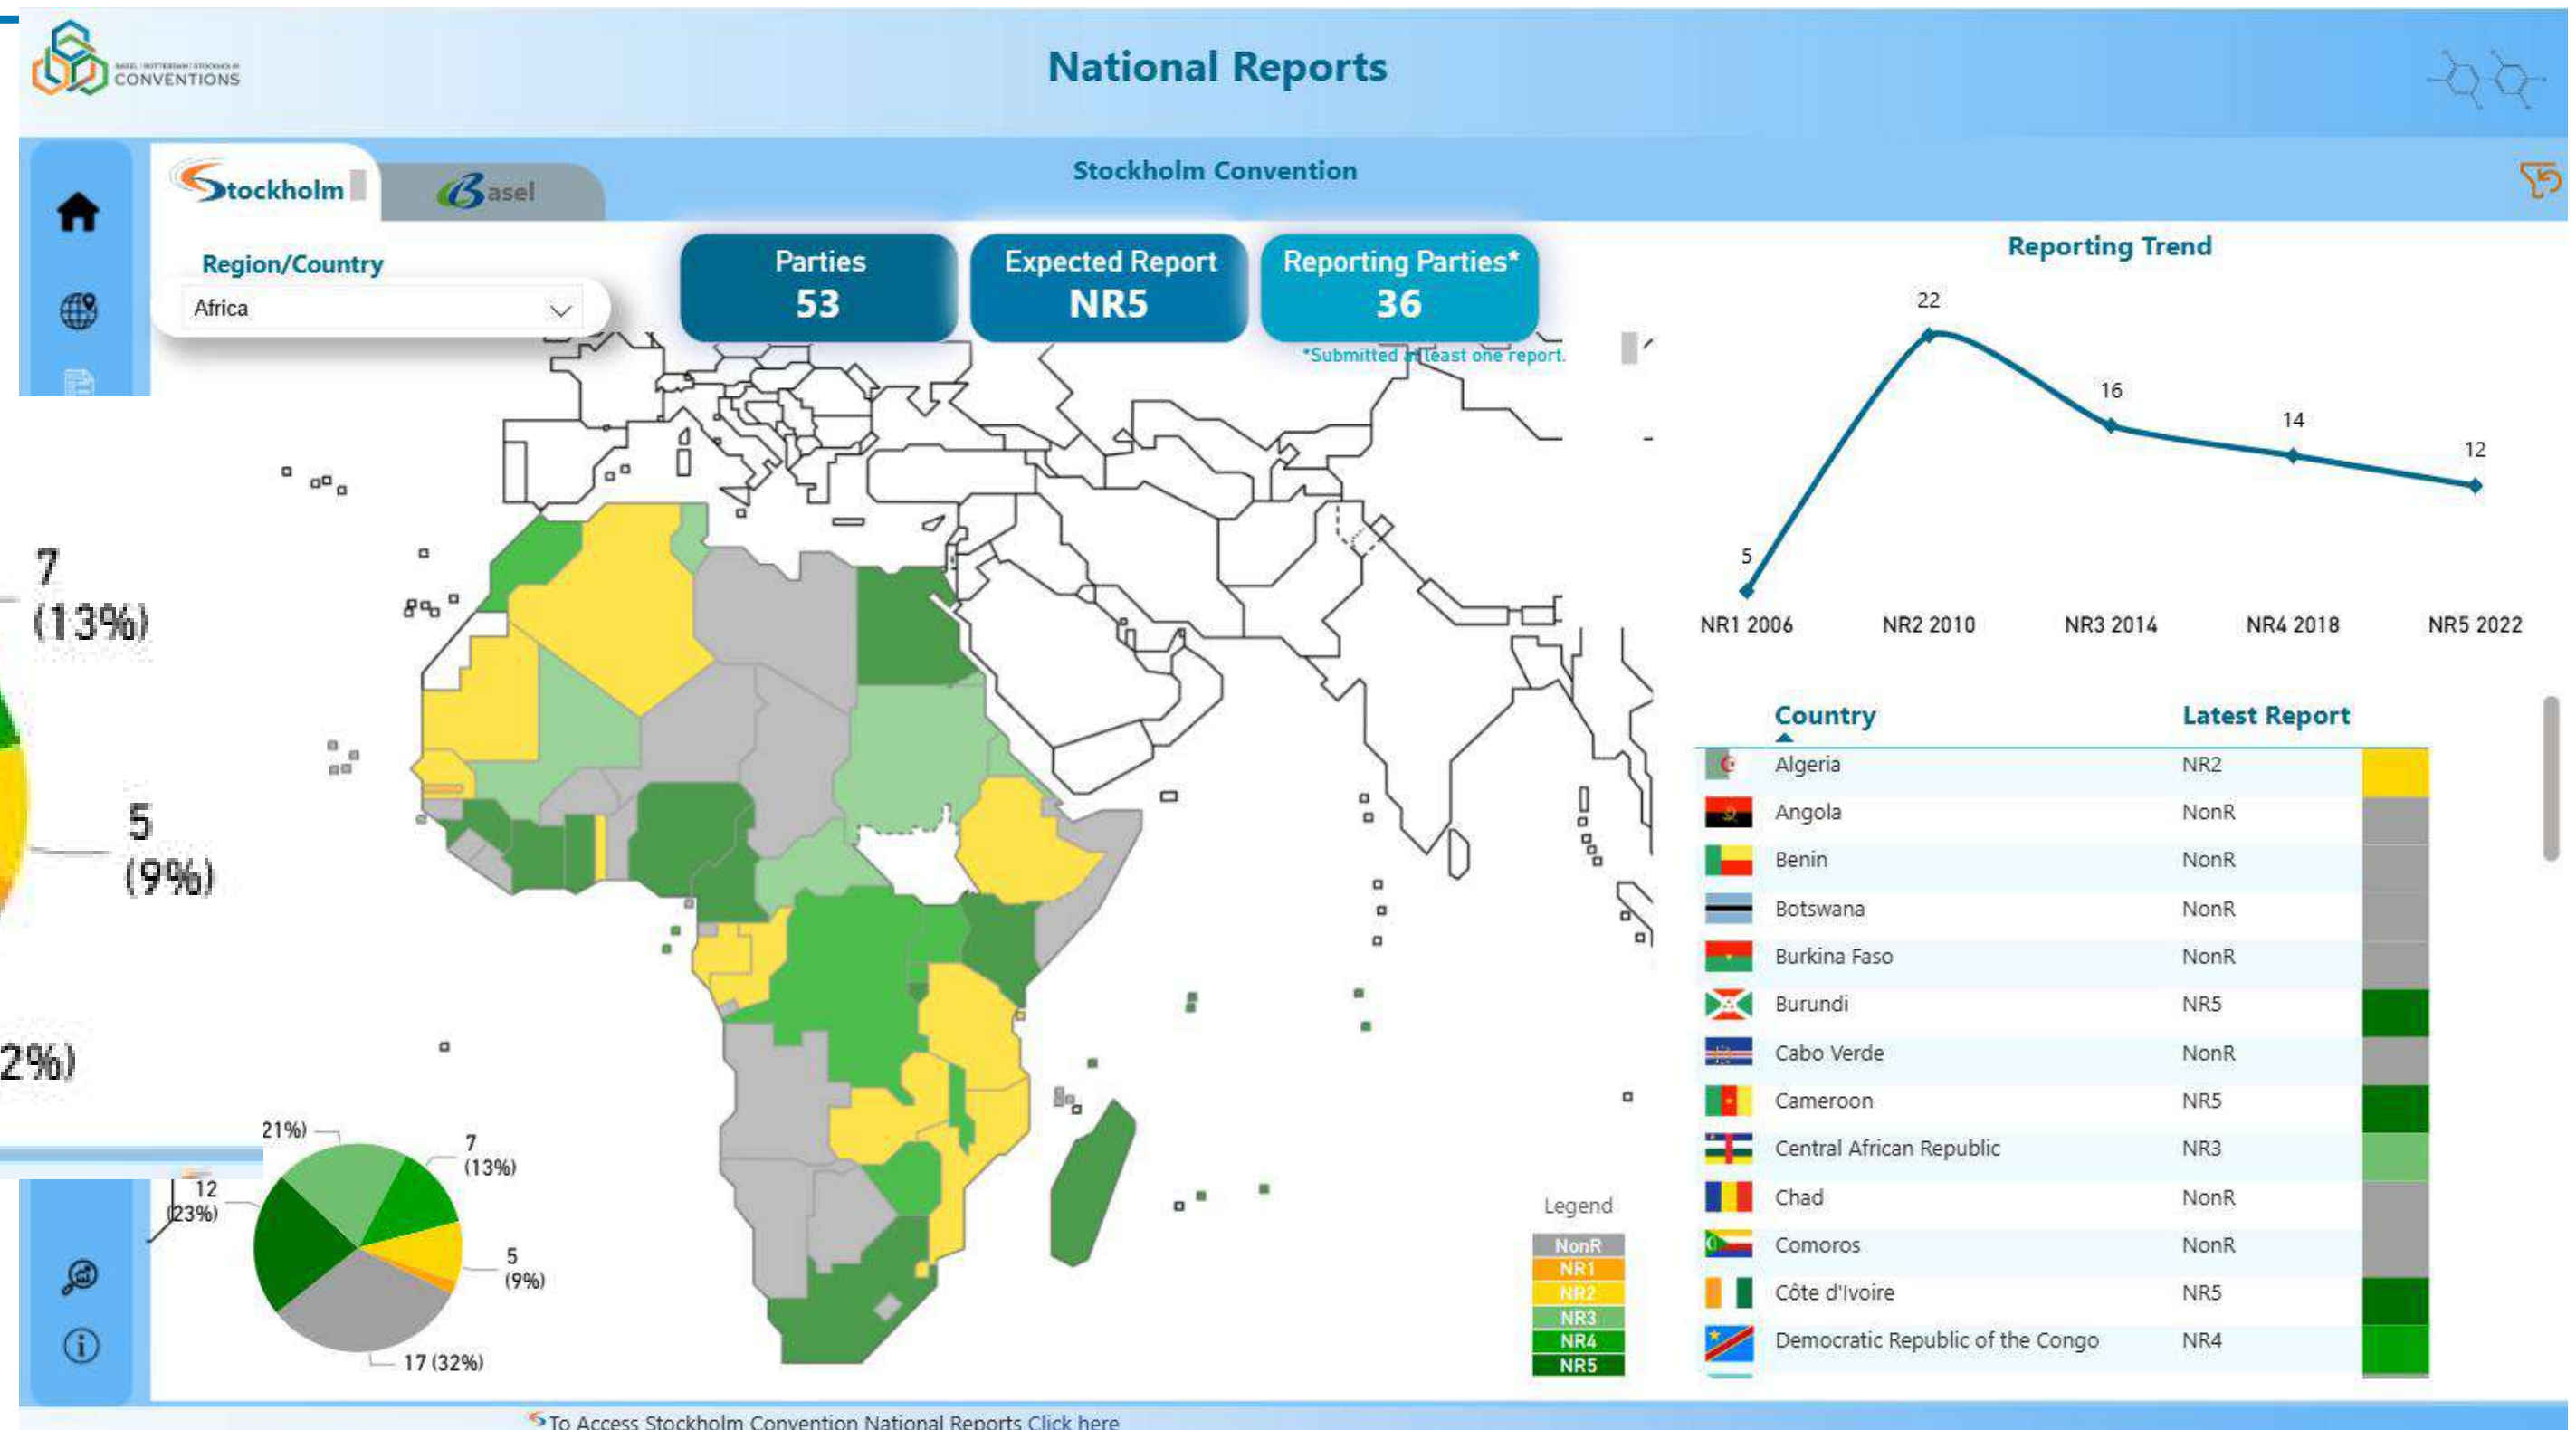 National Reports
BASEL | ROTTERDAM | STOCKHOLM
CONVENTIONS
Stockholm
Basel
Stockholm Convention
Region/Country
Africa
Parties
53
Expected Report
NR5
Reporting Parties*
36
*Submitted at least one report.
Reporting Trend
22
16
14
12
5
NR1 2006
NR2 2010
NR3 2014
NR4 2018
NR5 2022
7
(13%)
5
(9%)
2%)
21%)
7
(13%)
12
(23%)
5
(9%)
17 (32%)
Legend
NonR
NR1
NR2
NR3
NR4
NR5
Country Latest Report
Algeria NR2
Angola NonR
Benin NonR
Botswana NonR
Burkina Faso NonR
Burundi NR5
Cabo Verde NonR
Cameroon NR5
Central African Republic NR3
Chad NonR
Comoros NonR
Côte d'Ivoire NR5
Democratic Republic of the Congo NR4
To Access Stockholm Convention National Reports Click here